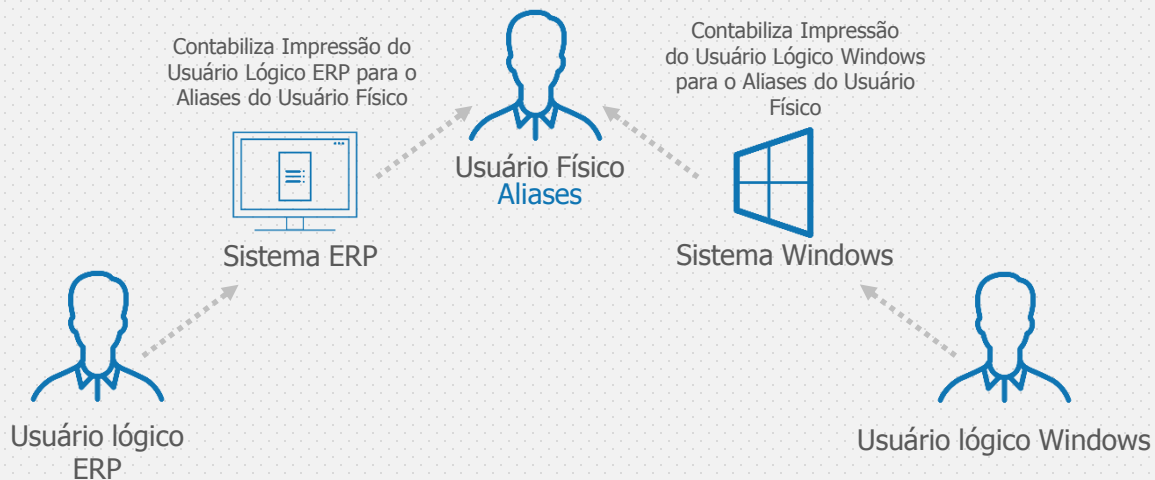 Contabiliza Impressão do
Usuário Lógico ERP para o
Aliases do Usuário Físico
Contabiliza Impressão
do Usuário Lógico Windows
para o Aliases do Usuário
Físico
Usuário Físico
Aliases
Sistema ERP
Sistema Windows
Usuário lógico
ERP
Usuário lógico Windows